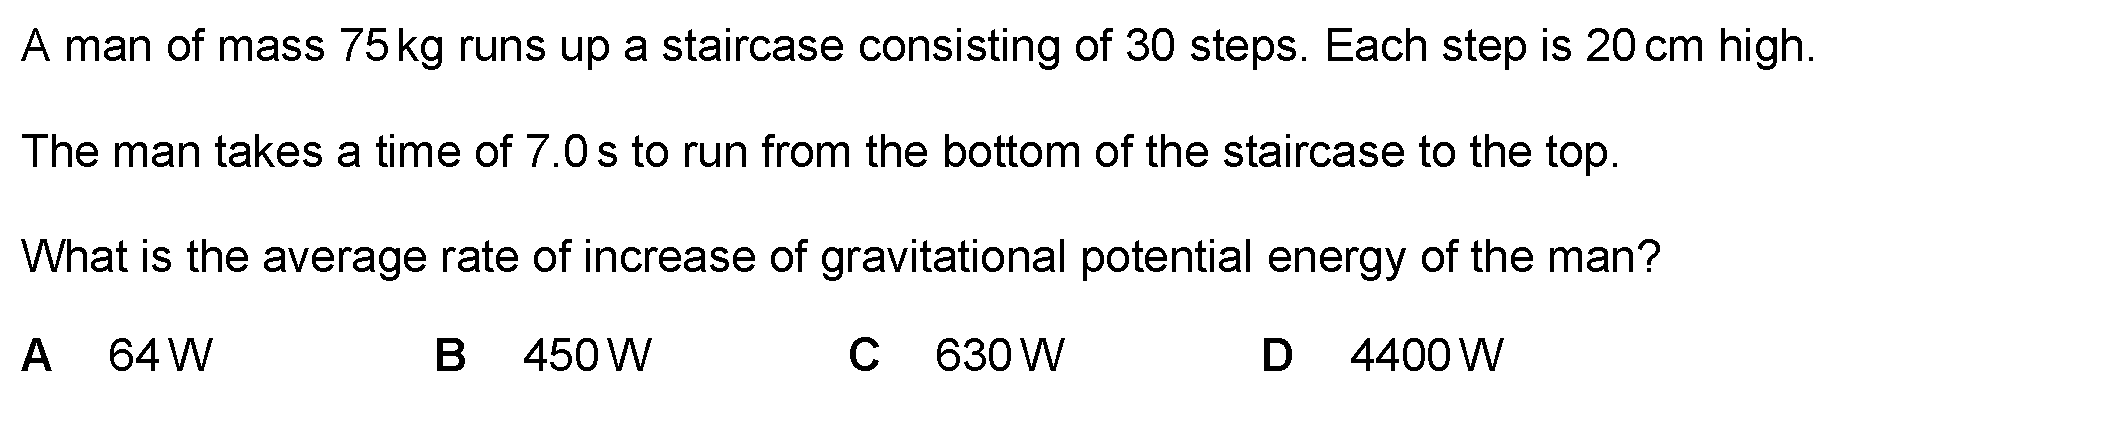 A man of mass 75 kg runs up a staircase consisting of 30 steps. Each step is 20 cm high.
The man takes a time of 7.0 s to run from the bottom of the staircase to the top.
What is the average rate of increase of gravitational potential energy of the man?
A 64 W B 450 W C 630 W D 4400 W